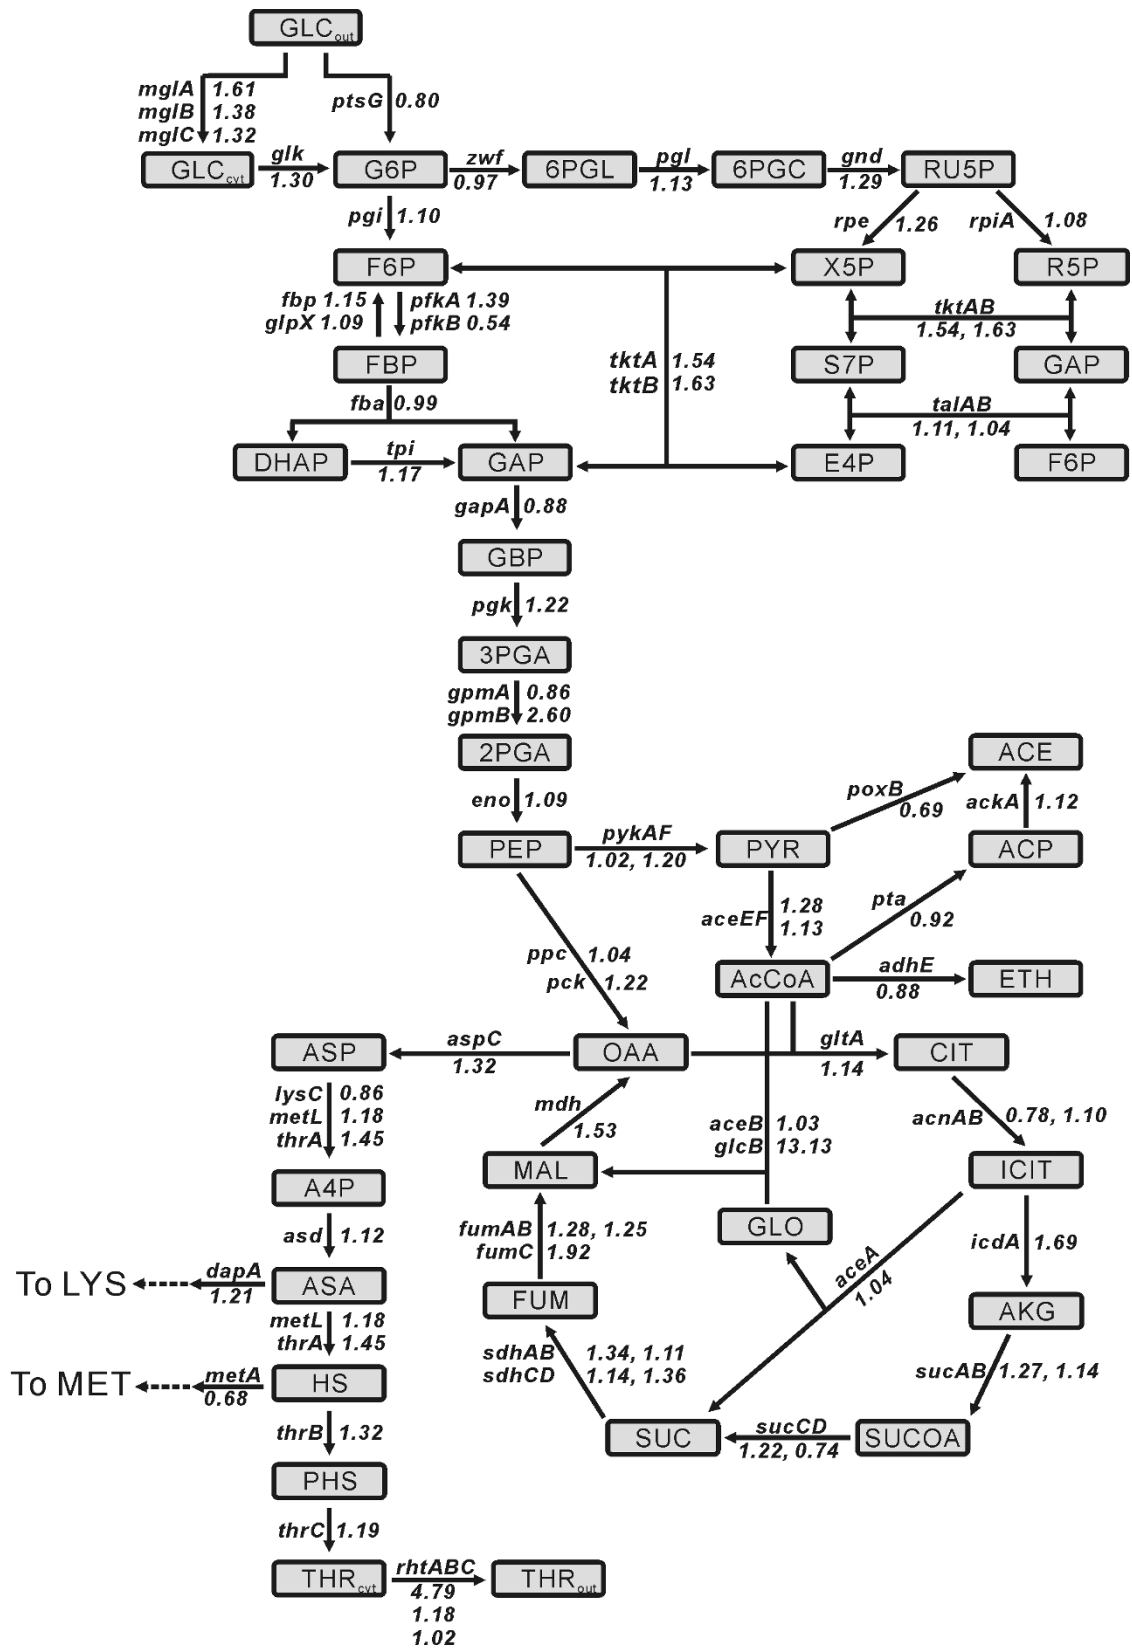 GLCout
mglA 1.61
mglB 1.38
mglC 1.32
ptsG 0.80
GLCcyt
glk
1.30
G6P
zwf
0.97
6PGL
pgl
1.13
6PGC
gnd
1.29
RU5P
pgi 1.10
rpe 1.26
rpiA 1.08
F6P
X5P
R5P
fbp 1.15
glpX 1.09
pfkA 1.39
pfkB 0.54
tktAB
1.54, 1.63
FBP
tktA 1.54
tktB 1.63
S7P
GAP
fba 0.99
talAB
1.11, 1.04
DHAP
tpi
1.17
GAP
E4P
F6P
gapA 0.88
GBP
pgk 1.22
3PGA
gpmA 0.86
gpmB 2.60
2PGA
ACE
eno 1.09
poxB
0.69
ackA 1.12
PEP
pykAF
1.02, 1.20
PYR
ACP
aceEF 1.28
1.13
pta
0.92
ppc 1.04
pck 1.22
AcCoA
adhE
0.88
ETH
ASP
aspC
1.32
OAA
gltA
1.14
CIT
lysC 0.86
metL 1.18
thrA 1.45
mdh
1.53
aceB 1.03
glcB 13.13
acnAB 0.78, 1.10
A4P
MAL
ICIT
asd 1.12
fumAB 1.28, 1.25
fumC 1.92
GLO
icdA 1.69
aceA
1.04
To LYS
dapA
1.21
ASA
FUM
AKG
metL 1.18
thrA 1.45
sdhAB 1.34, 1.11
sdhCD 1.14, 1.36
sucAB 1.27, 1.14
To MET
metA
0.68
HS
thrB 1.32
SUC
sucCD
1.22, 0.74
SUCOA
PHS
thrC 1.19
THRcyt
rhtABC
4.79
1.18
1.02
THRout